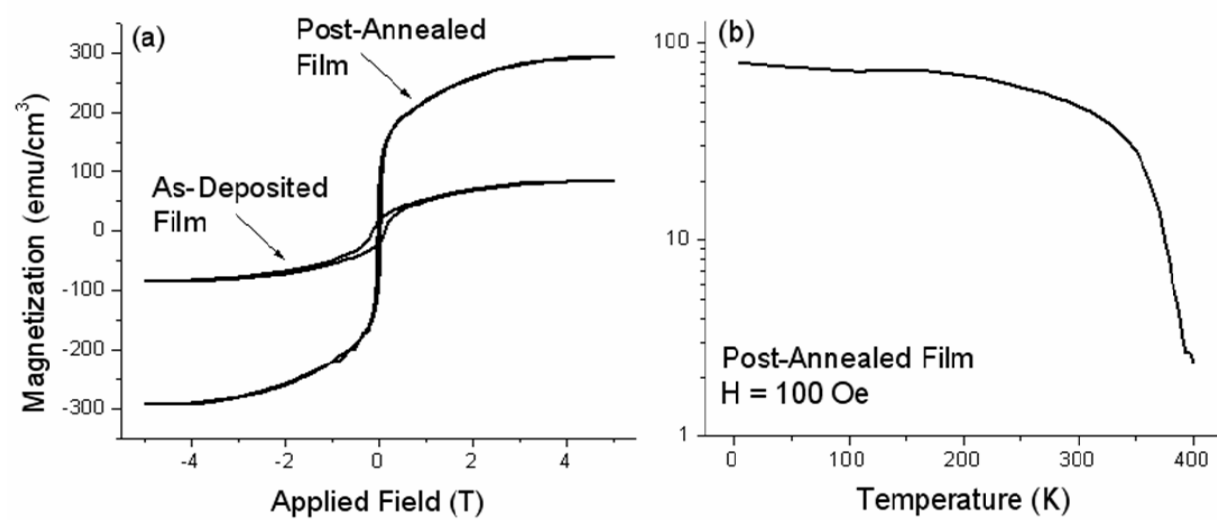 (a)
Post-Annealed
Film
As-Deposited
Film
300
200
100
0
-100
-200
-300
Magnetization (emu/cm³)
-4
-2
0
2
4
Applied Field (T)
(b)
100
10
1
Post-Annealed Film
H = 100 Oe
0
100
200
300
400
Temperature (K)